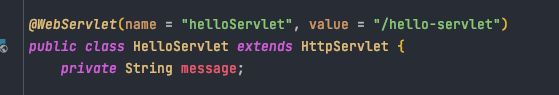 @WebServlet(name = "helloServlet", value = "/hello-servlet")
public class HelloServlet extends HttpServlet {
    private String message;